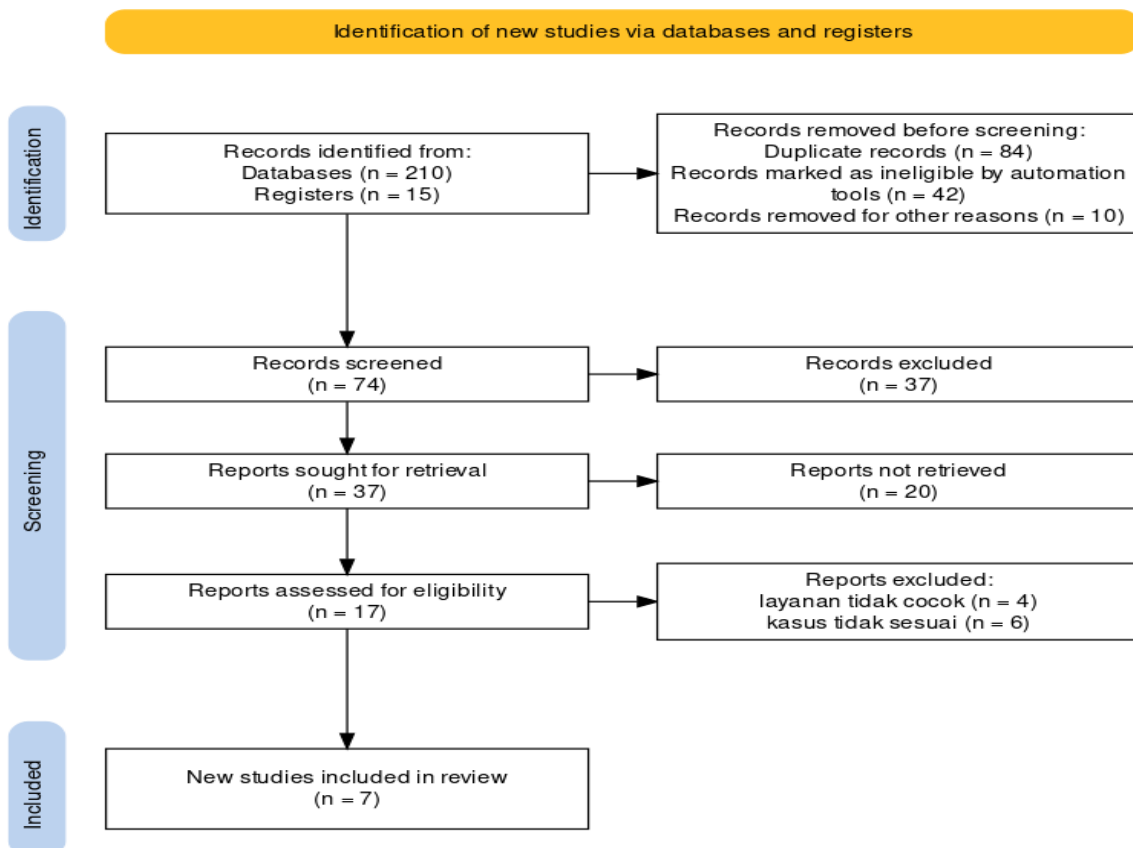 Identification of new studies via databases and registers
Identification
Records identified from:
Databases (n = 210)
Registers (n = 15)
Records removed before screening:
Duplicate records (n = 84)
Records marked as ineligible by automation
tools (n = 42)
Records removed for other reasons (n = 10)
Screening
Records screened
(n = 74)
Records excluded
(n = 37)
Reports sought for retrieval
(n = 37)
Reports not retrieved
(n = 20)
Reports assessed for eligibility
(n = 17)
Reports excluded:
layanan tidak cocok (n = 4)
kasus tidak sesuai (n = 6)
Included
New studies included in review
(n = 7)